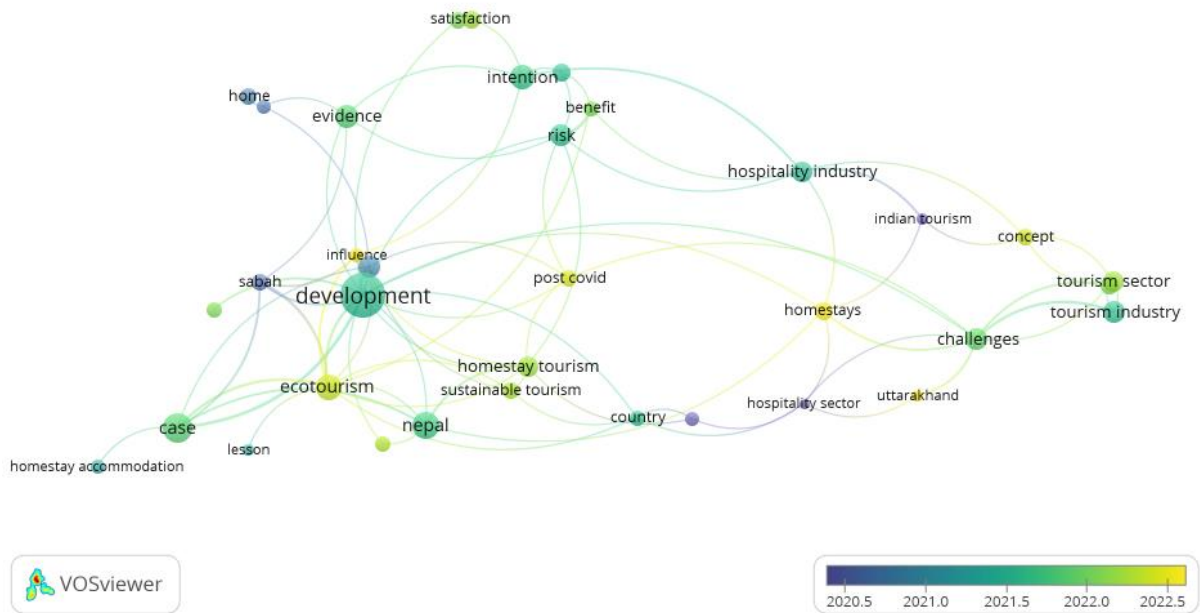 satisfaction
intention
home
benefit
evidence
risk
hospitality industry
indian tourism
concept
influence
sabah
post covid
development
tourism sector
homestays
tourism industry
challenges
homestay tourism
ecotourism
sustainable tourism
uttarakhand
hospitality sector
country
case
nepal
lesson
homestay accommodation
VOSviewer
2020.5 2021.0 2021.5 2022.0 2022.5